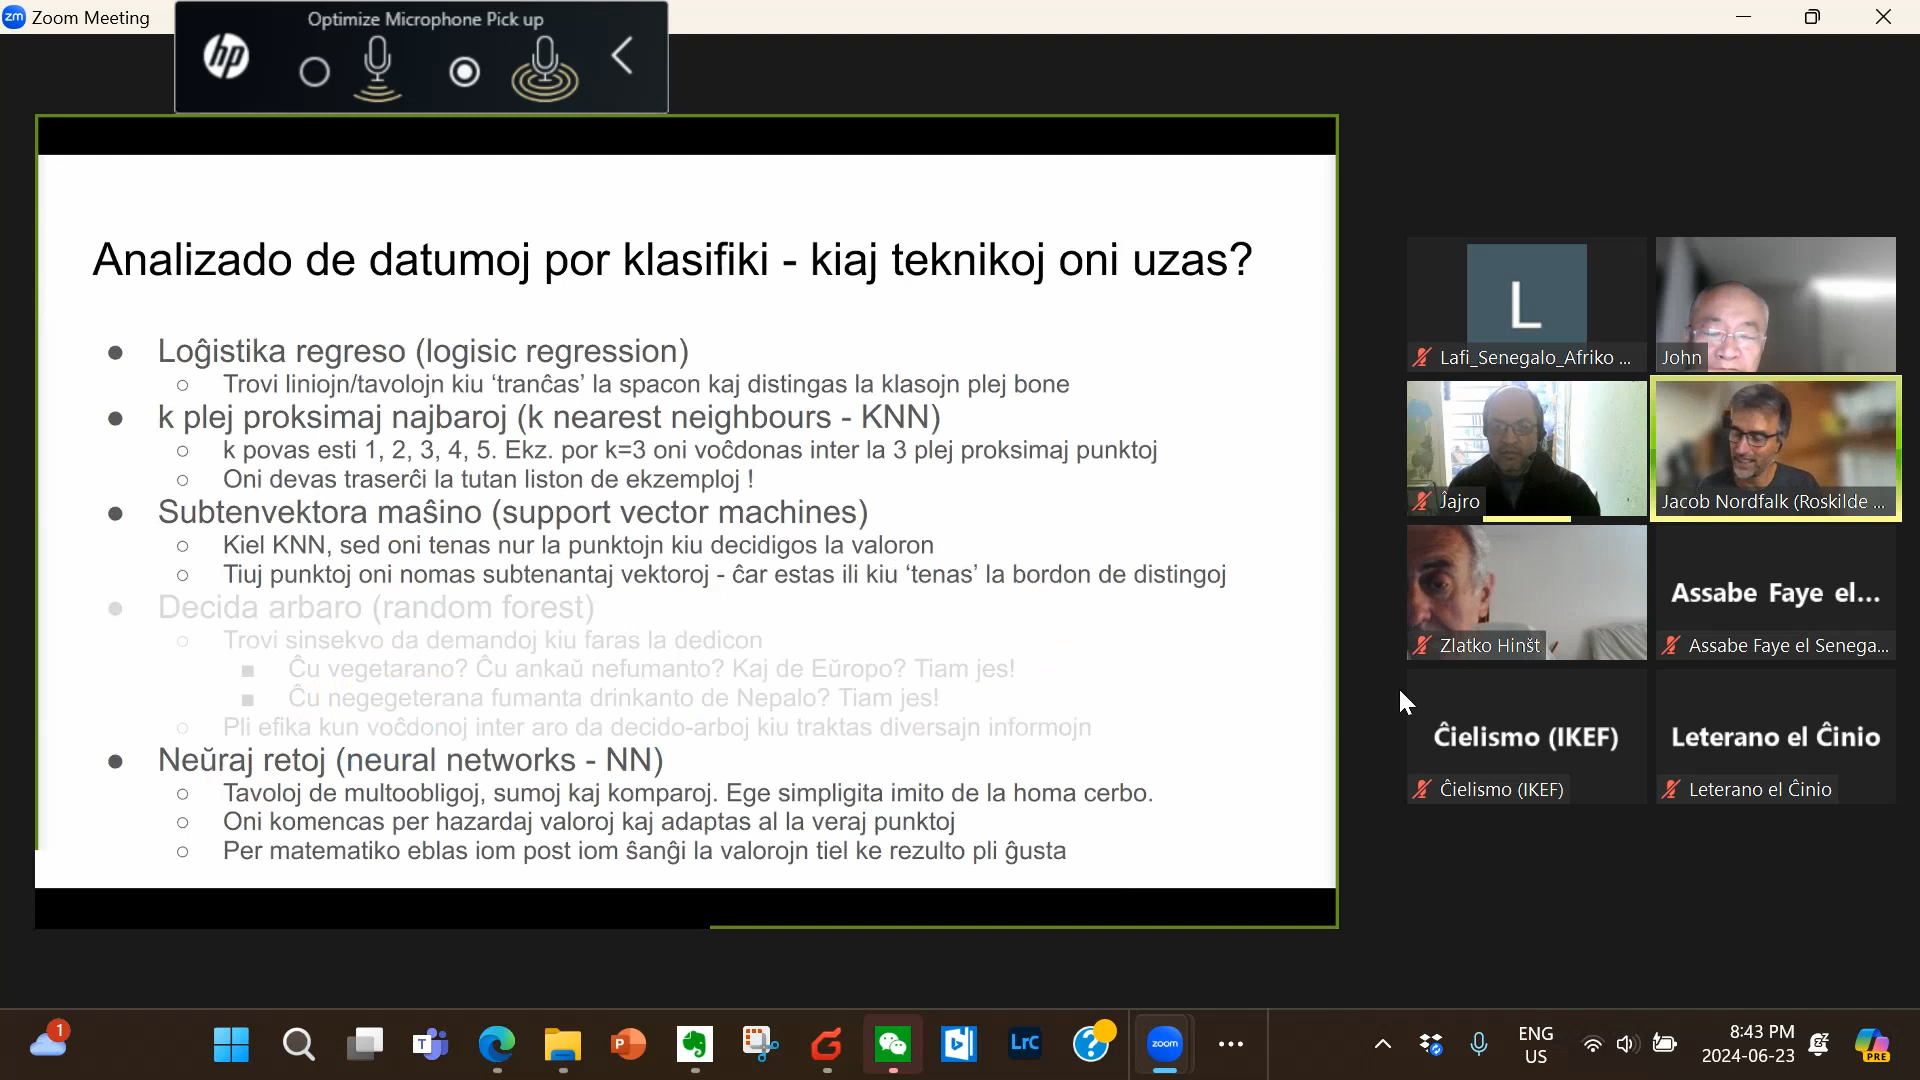 Zoom Meeting
Optimize Microphone Pick up
hp
Analizado de datumoj por klasifiki - kiaj teknikoj oni uzas?
Loĝistika regreso (logisic regression)
Trovi liniojn/tavolojn kiu ‘tranĉas’ la spacon kaj distingas la klasojn plej bone
k plej proksimaj najbaroj (k nearest neighbours - KNN)
k povas esti 1, 2, 3, 4, 5. Ekz. por k=3 oni voĉdonas inter la 3 plej proksimaj punktoj
Oni devas traserĉi la tutan liston de ekzemploj !
Subtenvektora maŝino (support vector machines)
Kiel KNN, sed oni tenas nur la punktojn kiu decidigos la valoron
Tiuj punktoj oni nomas subtenantaj vektoroj - ĉar estas ili kiu ‘tenas’ la bordon de distingoj
Decida arbaro (random forest)
Trovi sinsekvo da demandoj kiu faras la dedicon
Ĉu vegetarano? Ĉu ankaŭ nefumanto? Kaj de Eŭropo? Tiam jes!
Ĉu negegeterana fumanta drinkanto de Nepalo? Tiam jes!
Pli efika kun voĉdonoj inter aro da decido-arboj kiu traktas diversajn informojn
Neŭraj retoj (neural networks - NN)
Tavoloj de multoobligoj, sumoj kaj komparoj. Ege simpligita imito de la homa cerbo.
Oni komencas per hazardaj valoroj kaj adaptas al la veraj punktoj
Per matematiko eblas iom post iom ŝanĝi la valorojn tiel ke rezulto pli ĝusta
L
Lafi_Senegalo_Afriko ...
John
Ĵajro
Jacob Nordfalk (Roskilde ...
Zlatko Hinšt
Assabe Faye el...
Assabe Faye el Senega...
Ĉielismo (IKEF)
Ĉielismo (IKEF)
Leterano el Ĉinio
Leterano el Ĉinio
1
LrC
zoom
ENG
US
8:43 PM
2024-06-23
PRE